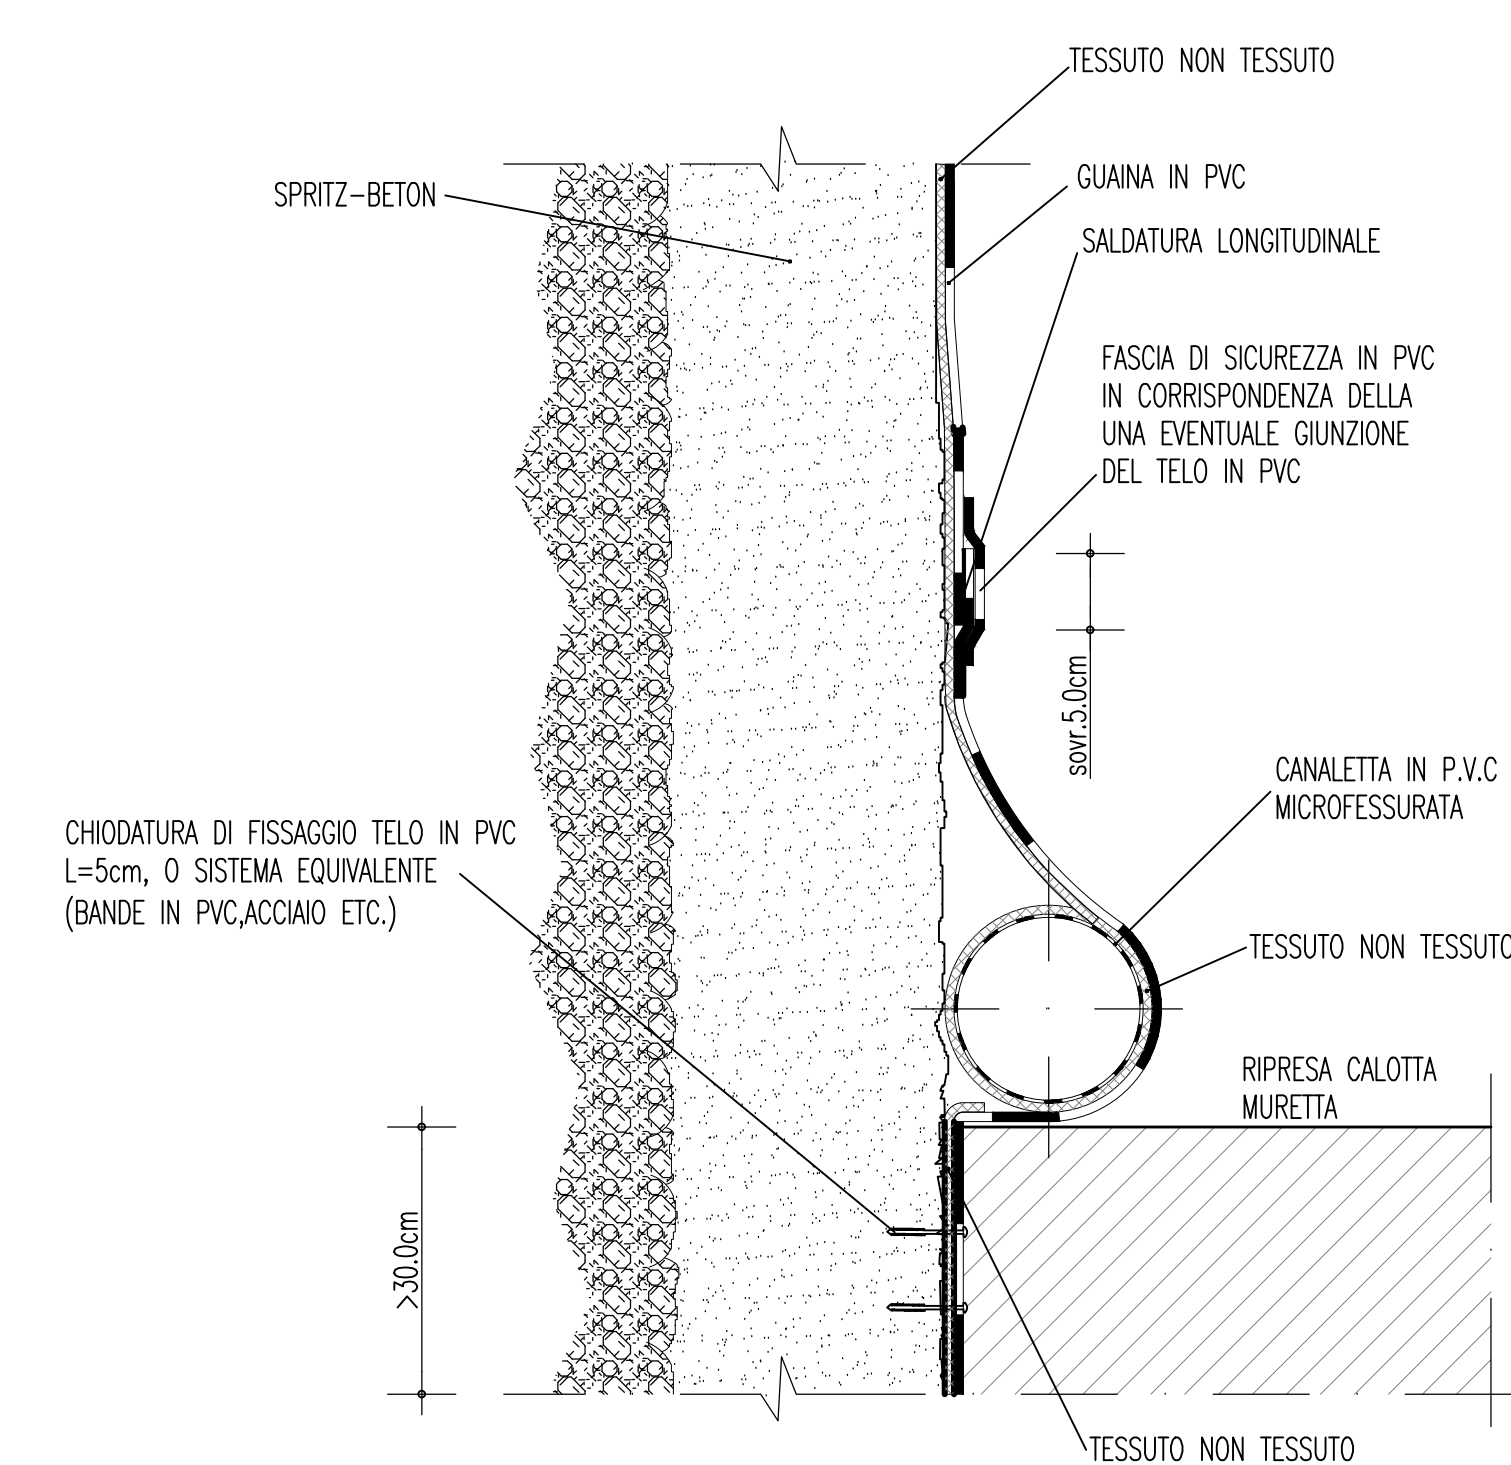 TESSUTO NON TESSUTO
SPRITZ-BETON
GUAINA IN PVC
SALDATURA LONGITUDINALE
FASCIA DI SICUREZZA IN PVC
IN CORRISPONDENZA DELLA
UNA EVENTUALE GIUNZIONE
DEL TELO IN PVC
sovr.5.0cm
CANALETTA IN P.V.C
MICROFESSURATA
CHIODATURA DI FISSAGGIO TELO IN PVC
L=5cm, O SISTEMA EQUIVALENTE
(BANDE IN PVC,ACCIAIO ETC.)
TESSUTO NON TESSUTO
RIPRESA CALOTTA
MURETTA
>30.0cm
TESSUTO NON TESSUTO